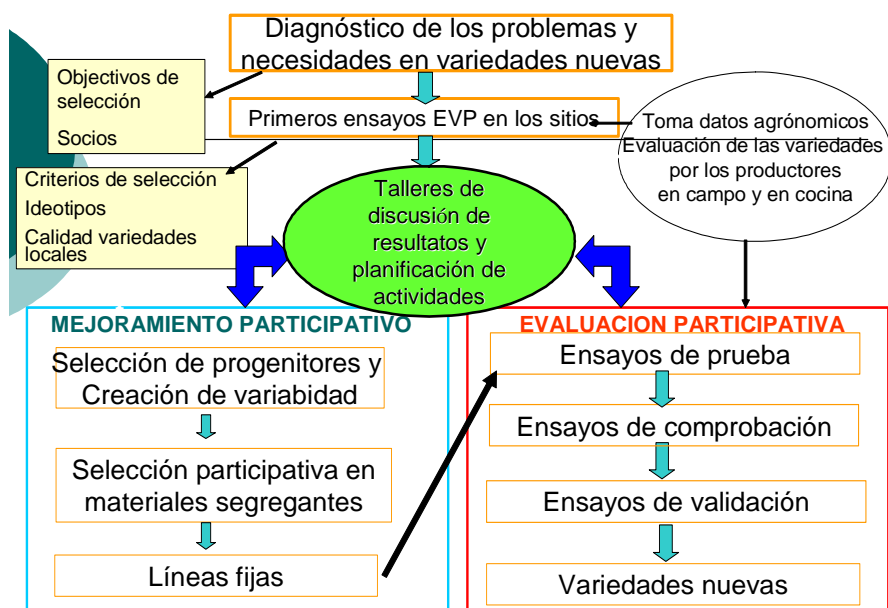 Diagnóstico de los problemas y
necesidades en variedades nuevas
Objectivos de
selección
Socios
Primeros ensayos EVP en los sitios
Toma datos agrónomicos
Evaluación de las variedades
por los productores
en campo y en cocina
Criterios de selección
Ideotipos
Calidad variedades
locales
Talleres de
discusión de
resultatos y
planificación de
actividades
MEJORAMIENTO PARTICIPATIVO
Selección de progenitores y
Creación de variabidad
Selección participativa en
materiales segregantes
Líneas fijas
EVALUACION PARTICIPATIVA
Ensayos de prueba
Ensayos de comprobación
Ensayos de validación
Variedades nuevas